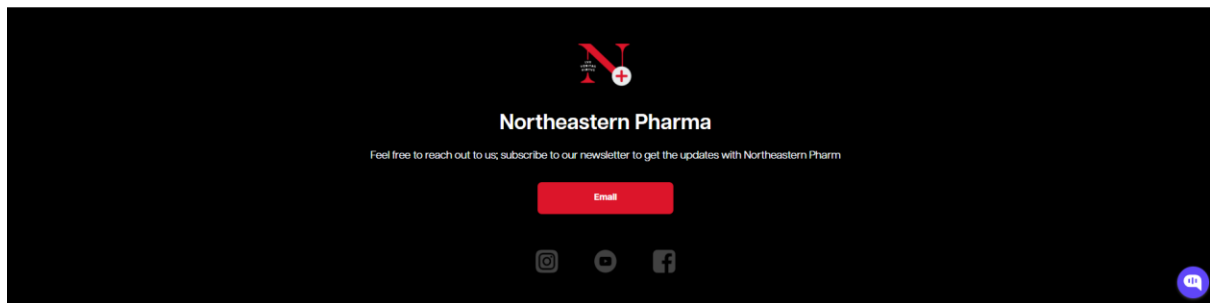 N
Northeastern Pharma
Feel free to reach out to us; subscribe to our newsletter to get the updates with Northeastern Pharm
Email